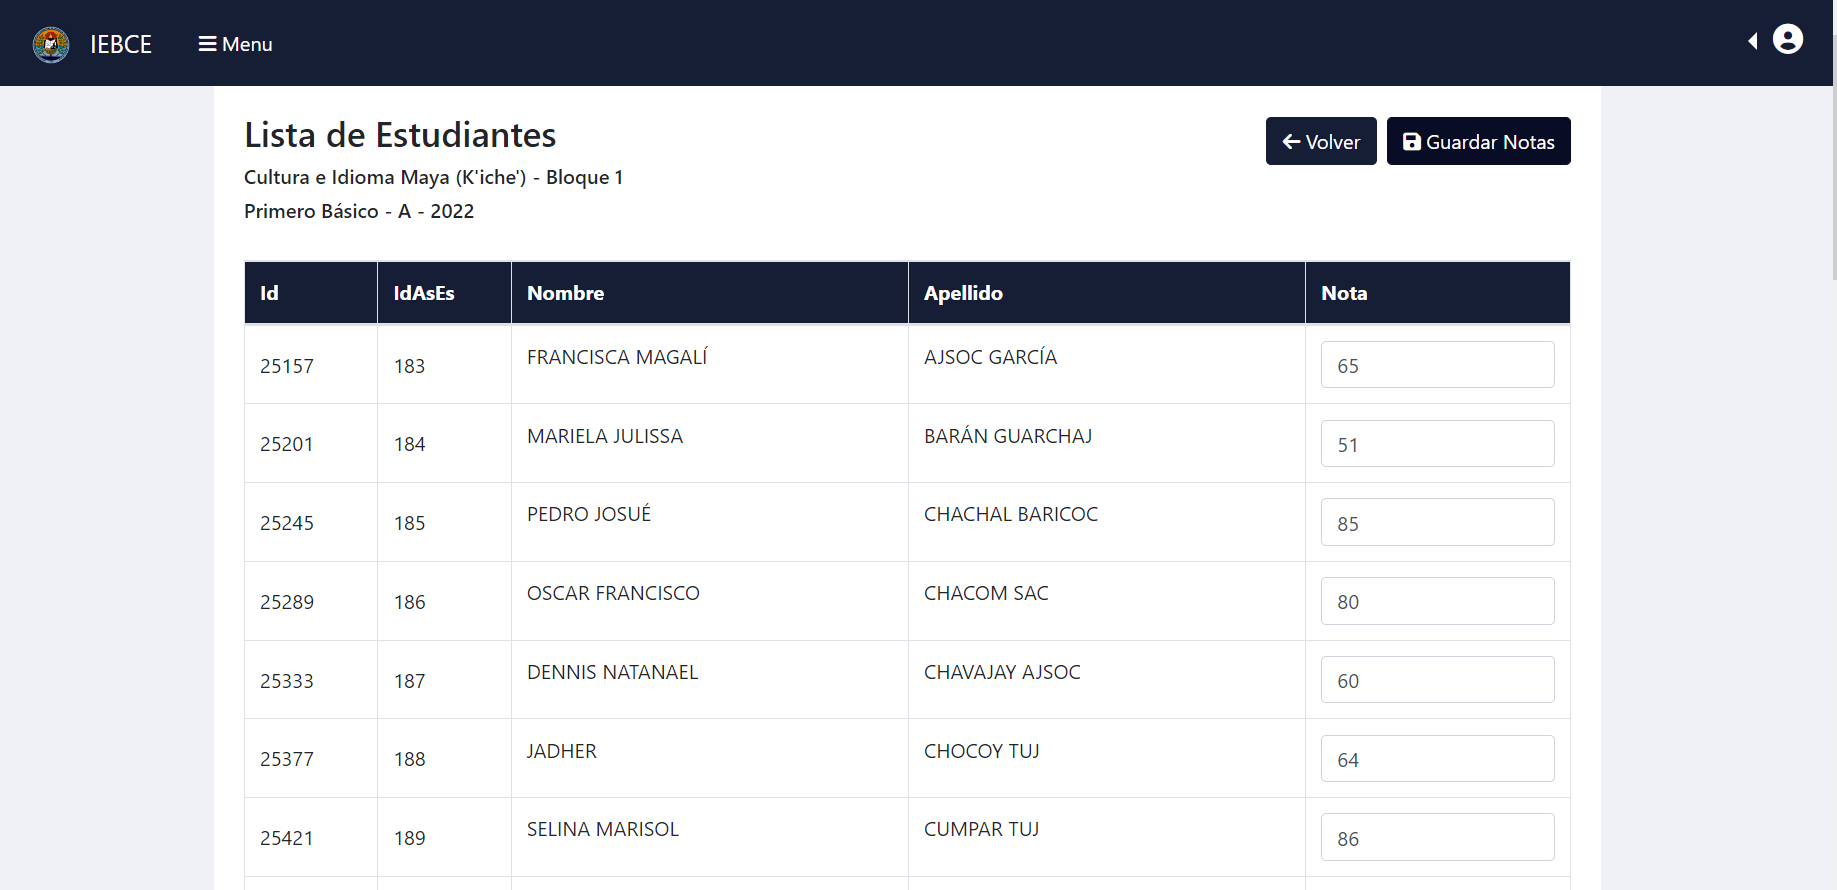 IEBCE Menu
Lista de Estudiantes
Volver Guardar Notas
Cultura e Idioma Maya (K'iche') - Bloque 1
Primero Básico - A - 2022
Id IdAsEs Nombre Apellido Nota
25157 183 FRANCISCA MAGALÍ AJSOC GARCÍA 65
25201 184 MARIELA JULISSA BARÁN GUARCHAJ 51
25245 185 PEDRO JOSUÉ CHACHAL BARICOC 85
25289 186 OSCAR FRANCISCO CHACOM SAC 80
25333 187 DENNIS NATANAEL CHAVAJAY AJSOC 60
25377 188 JADHER CHOCOY TUJ 64
25421 189 SELINA MARISOL CUMPAR TUJ 86